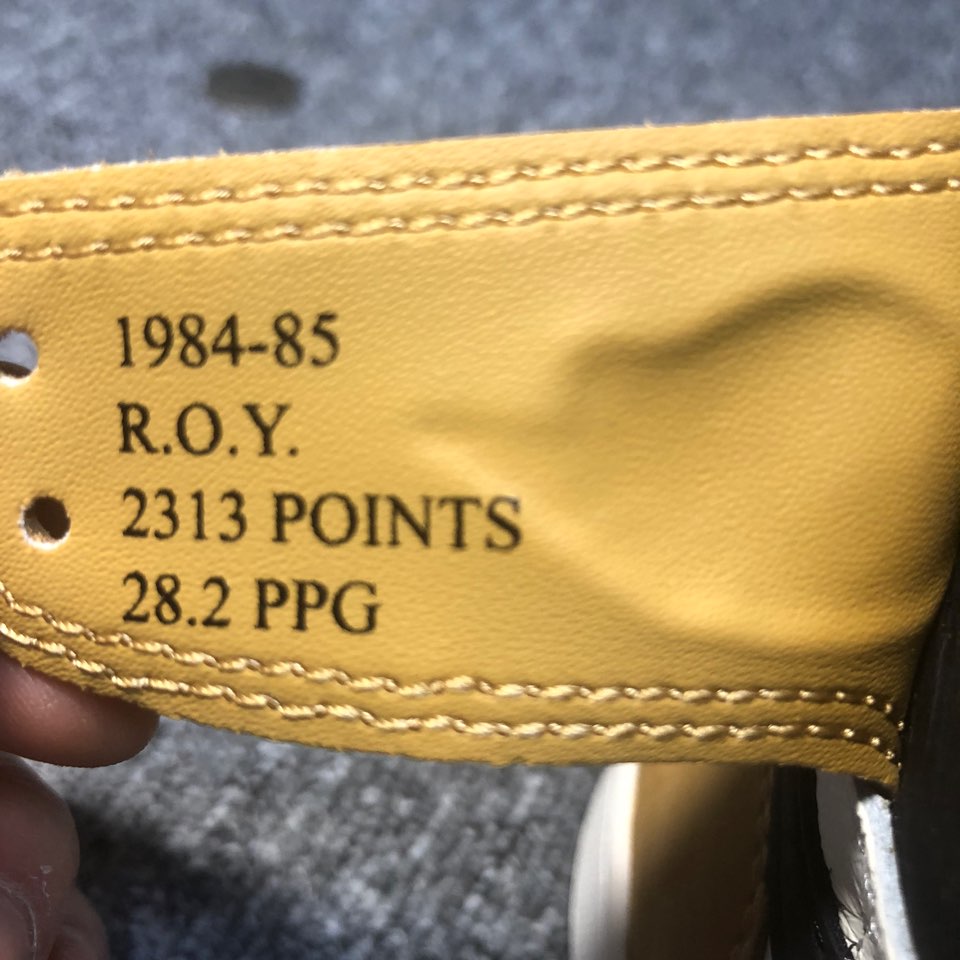 1984-85
R.O.Y.
2313 POINTS
28.2 PPG